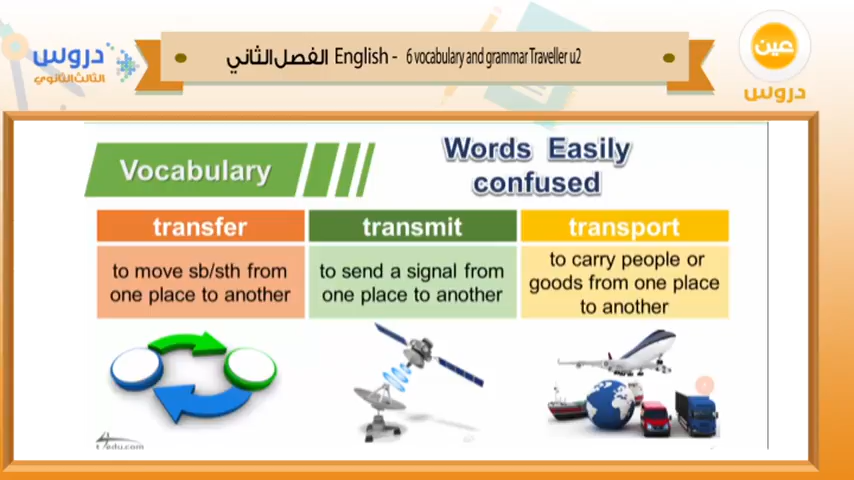 دروس
الثالث الثانوي
الفصل الثاني English - 6 vocabulary and grammar Traveller u2
عين
دروس
Vocabulary
Words Easily
confused
transfer
to move sb/sth from
one place to another
transmit
to send a signal from
one place to another
transport
to carry people or
goods from one place
to another